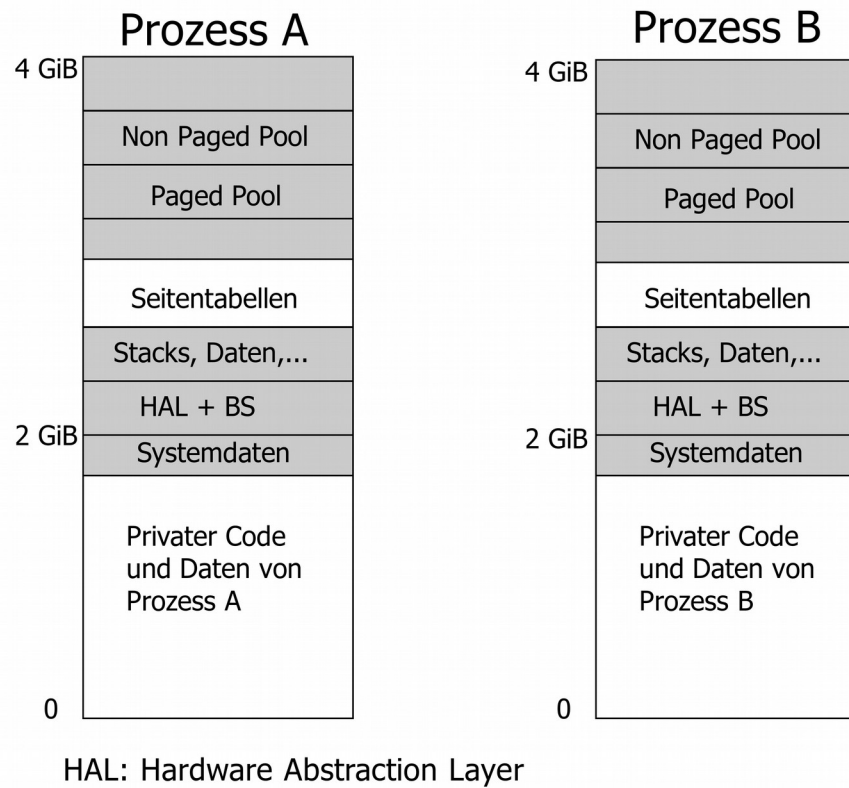 Prozess A
4 GiB
Non Paged Pool
Paged Pool
Seitentabellen
Stacks, Daten,...
HAL + BS
2 GiB
Systemdaten
Privater Code
und Daten von
Prozess A
0
Prozess B
4 GiB
Non Paged Pool
Paged Pool
Seitentabellen
Stacks, Daten,...
HAL + BS
2 GiB
Systemdaten
Privater Code
und Daten von
Prozess B
0
HAL: Hardware Abstraction Layer